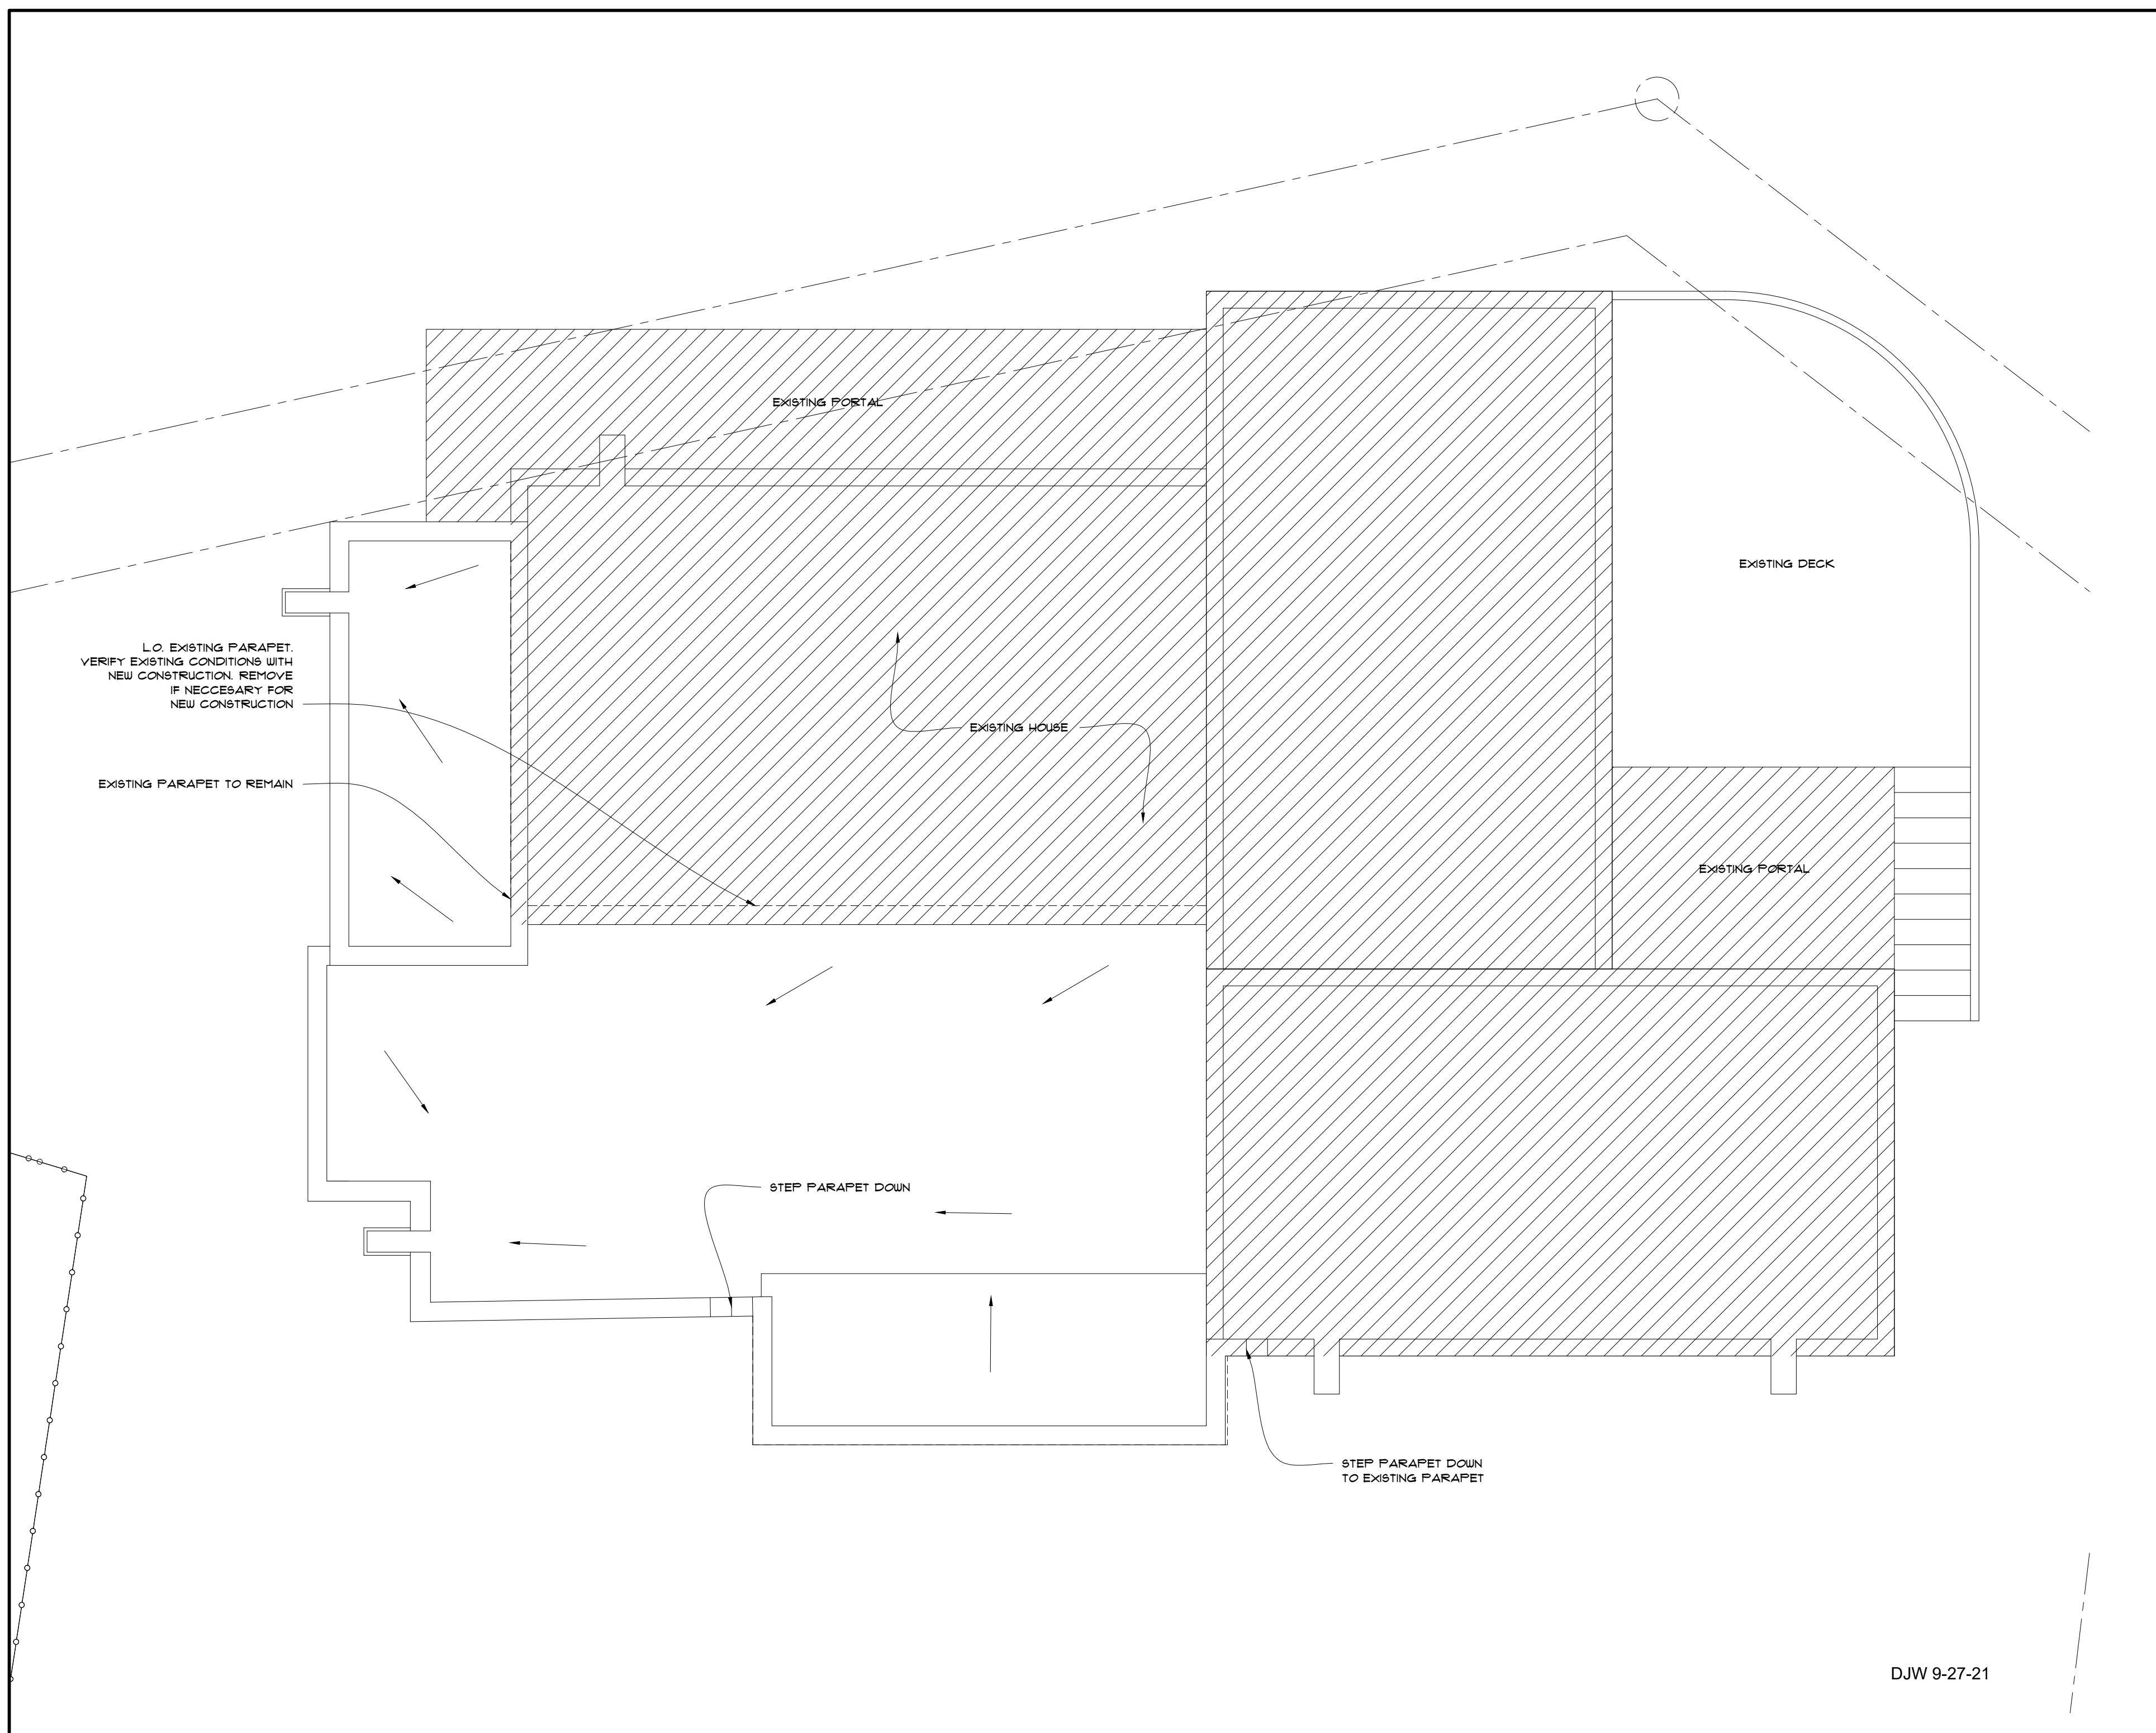 EXISTING PORTAL
EXISTING DECK
L.O. EXISTING PARAPET.
VERIFY EXISTING CONDITIONS WITH
NEW CONSTRUCTION. REMOVE
IF NECCESARY FOR
NEW CONSTRUCTION
EXISTING HOUSE
EXISTING PARAPET TO REMAIN
EXISTING PORTAL
STEP PARAPET DOWN
STEP PARAPET DOWN
TO EXISTING PARAPET
DJW 9-27-21